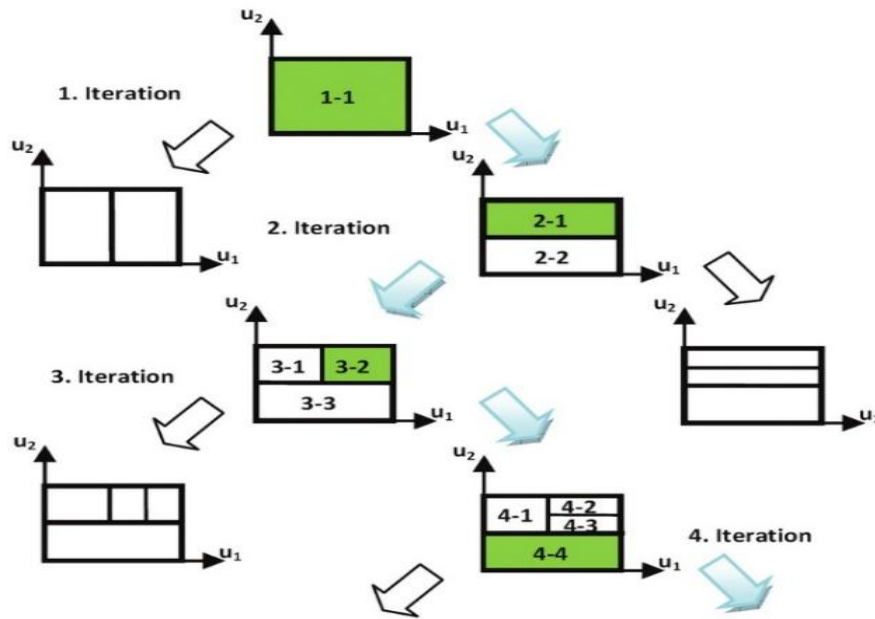 u2
1. Iteration
1-1
u1
u2
u1
u2
2. Iteration
2-1
2-2
u1
u2
3. Iteration
3-1 3-2
3-3
u1
u2
u1
u2
u1
u2
4-1 4-2
4-3
4-4
u1
4. Iteration